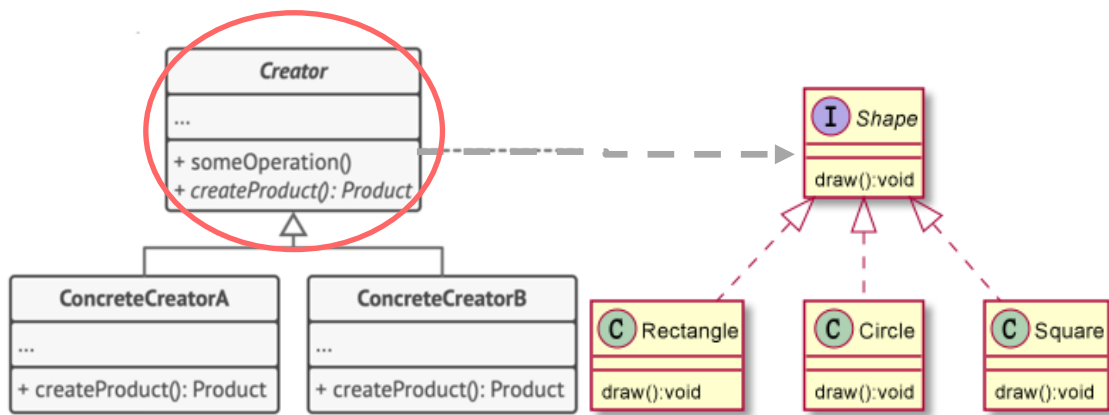 Creator
...
+ someOperation()
+ createProduct(): Product
ConcreteCreatorA
...
+ createProduct(): Product
ConcreteCreatorB
...
+ createProduct(): Product
I Shape
draw():void
C Rectangle
draw():void
C Circle
draw():void
C Square
draw():void